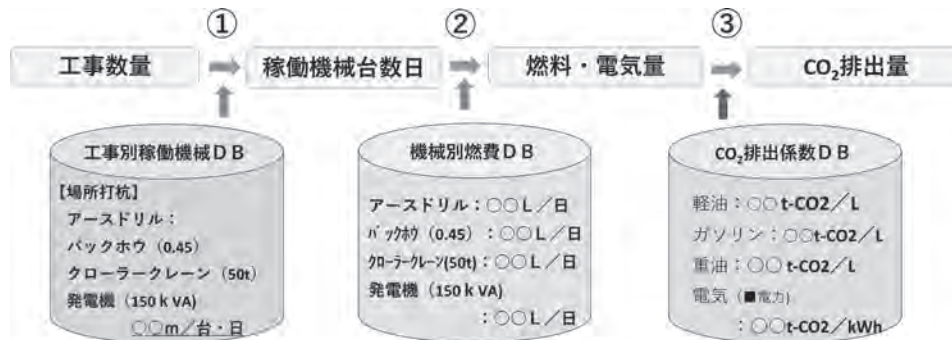 ① ② ③
工事数量 稼働機械台数日 燃料・電気量 CO₂排出量
工事別稼働機械DB
【場所打杭】
アースドリル：
バックホウ（0.45）
クローラークレーン（50t）
発電機（150ｋVA）
○○m／台・日
機械別燃費DB
アースドリル：○○L／日
ﾊﾞｯｸﾎｳ（0.45）：○○L／日
ｸﾛｰﾗｰｸﾚｰﾝ(50t)：○○L／日
発電機（150ｋVA）
：○○L／日
CO₂排出係数DB
軽油：○○t-CO2／L
ガソリン：○○t-CO2／L
重油：○○t-CO2／L
電気（■電力）
：○○t-CO2／kWh